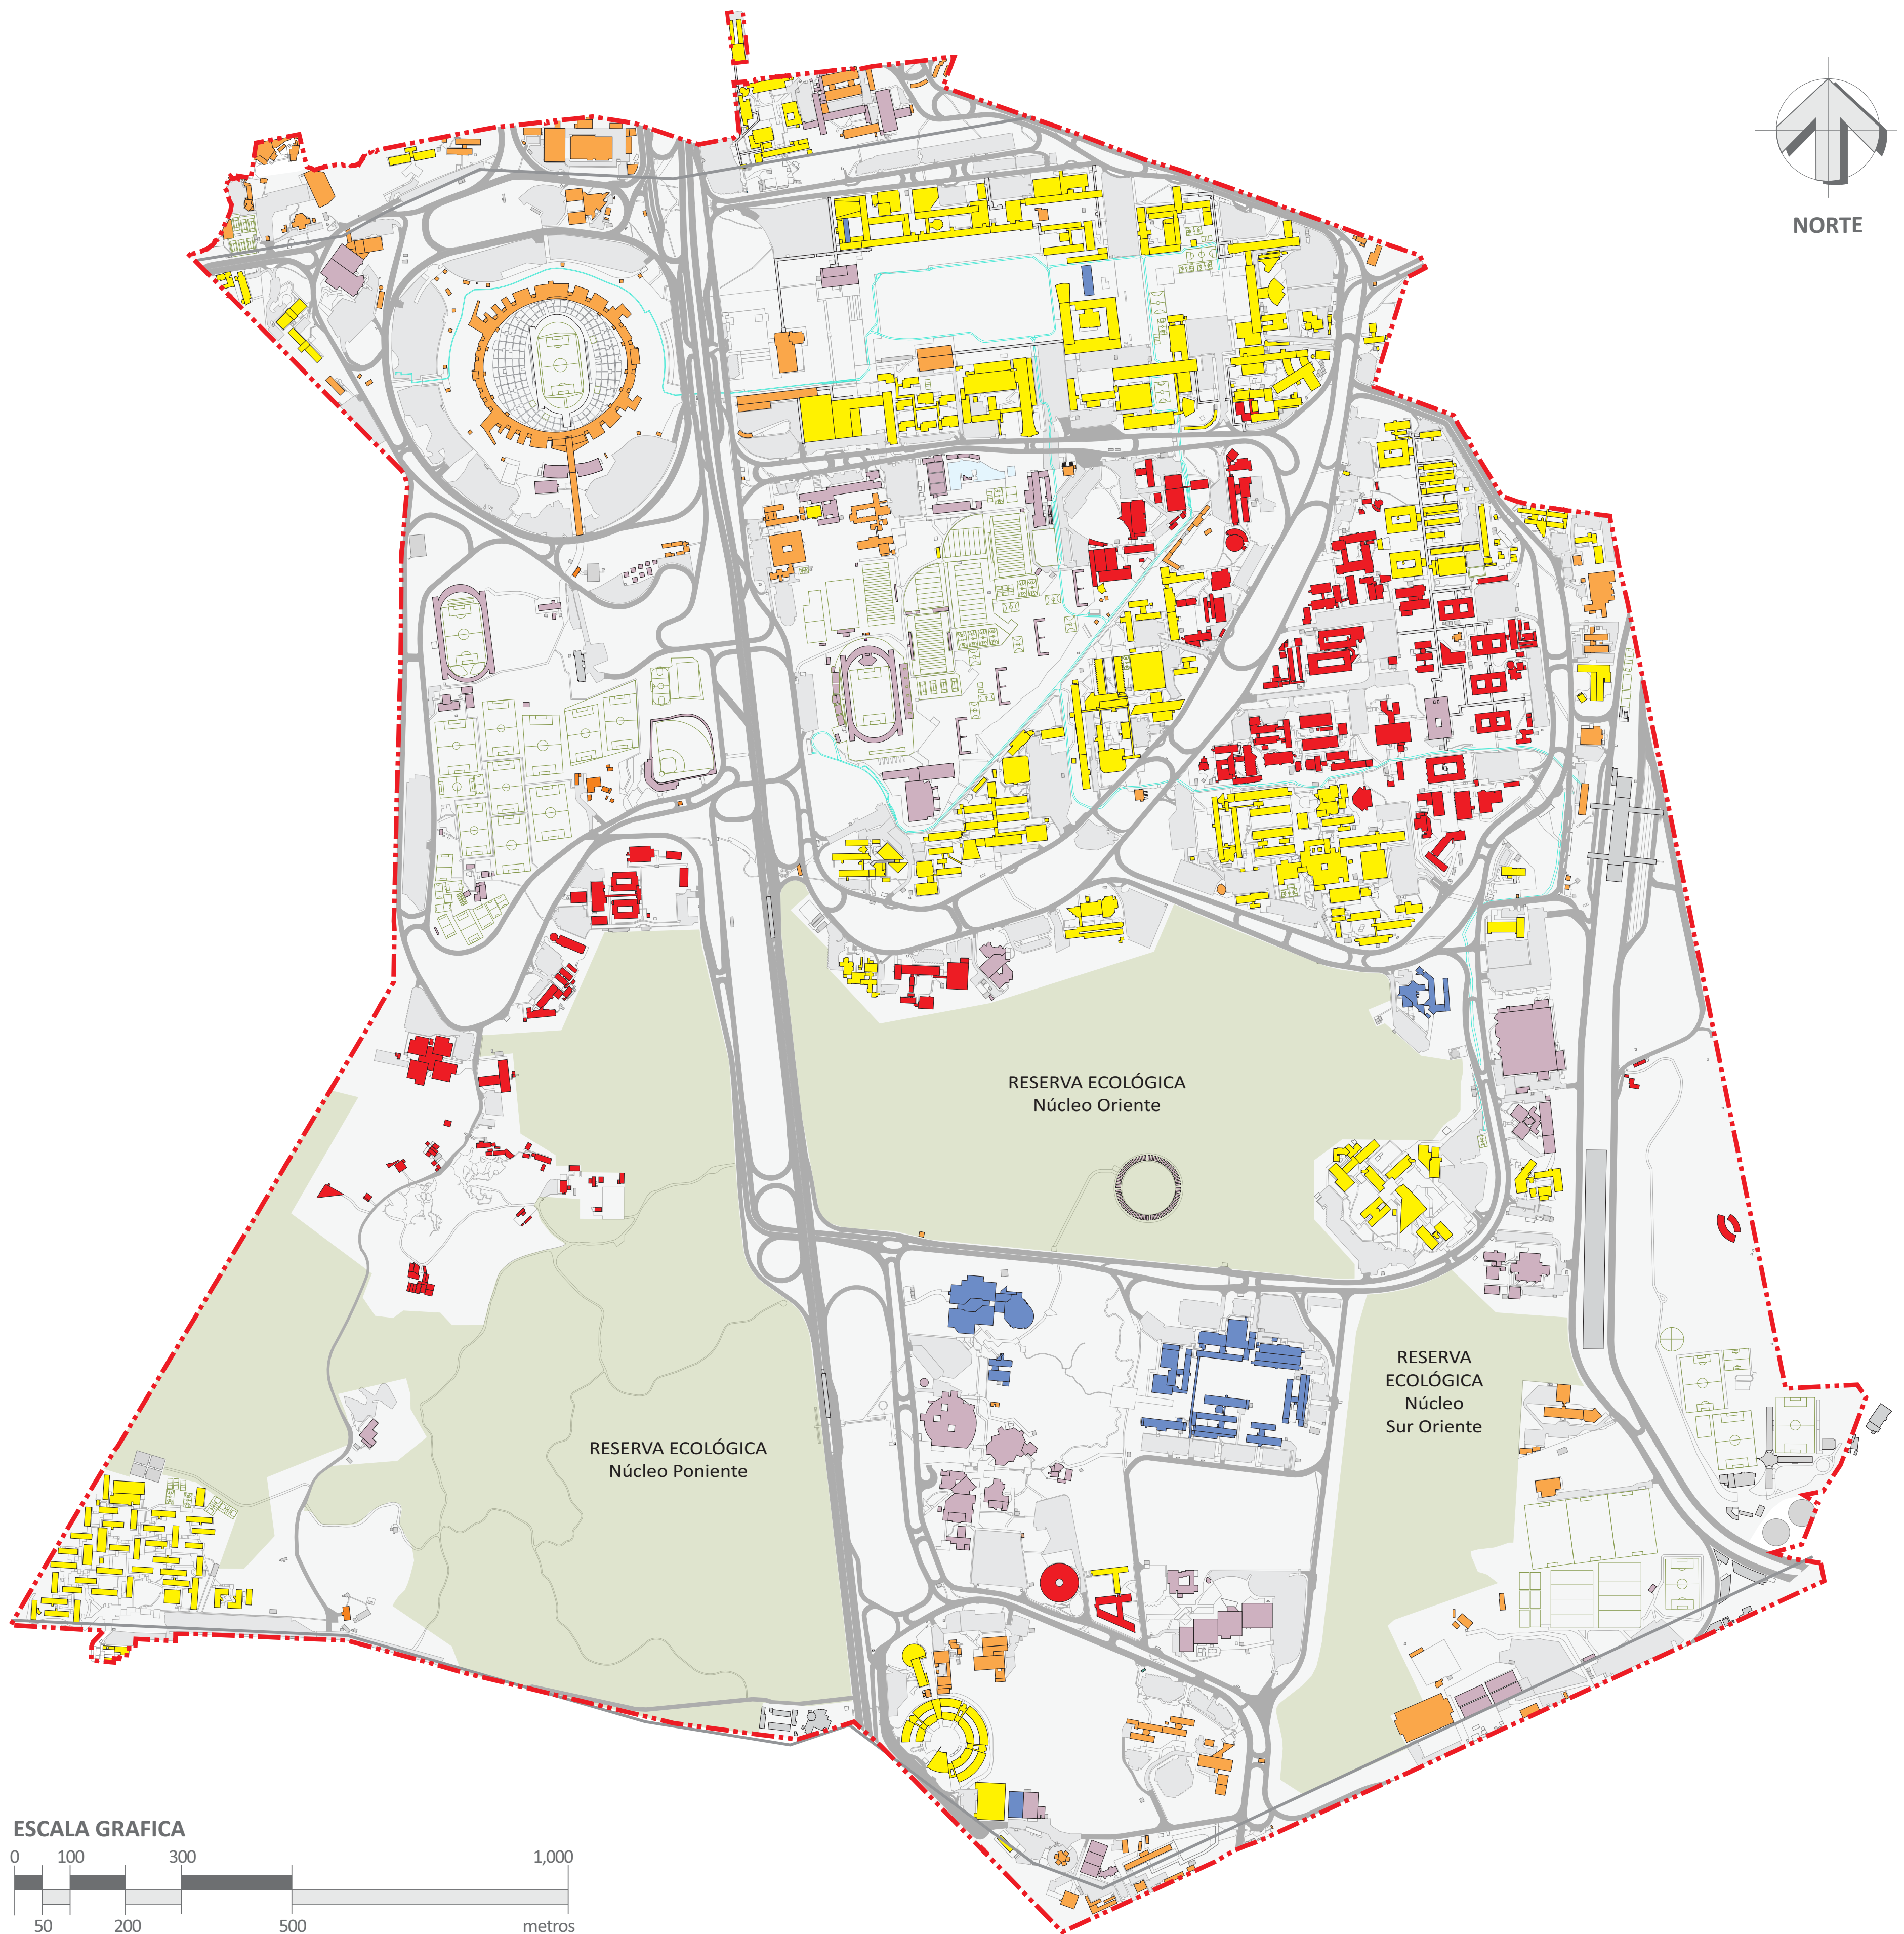 NORTE
RESERVA ECOLÓGICA
Núcleo Oriente
RESERVA
ECOLÓGICA
Núcleo
Sur Oriente
RESERVA ECOLÓGICA
Núcleo Poniente
ESCALA GRAFICA
0 100 300 1,000
50 200 500 metros